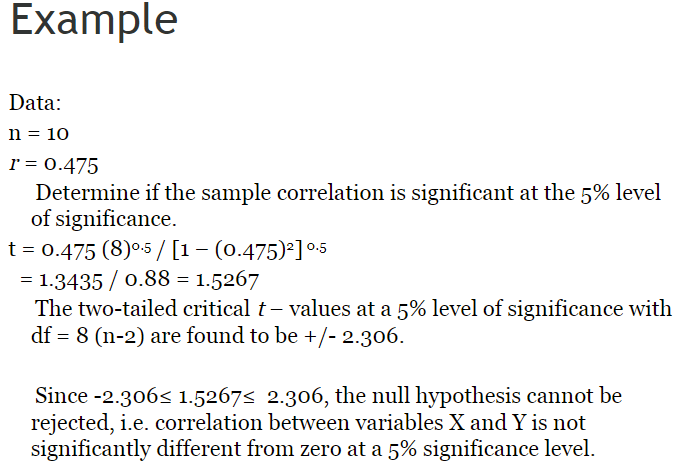 Example
Data:
n = 10
r = 0.475
Determine if the sample correlation is significant at the 5% level
of significance.
t = 0.475 (8)⁰·⁵ / [1 – (0.475)²] ⁰·⁵
= 1.3435 / 0.88 = 1.5267
The two-tailed critical t – values at a 5% level of significance with
df = 8 (n-2) are found to be +/- 2.306.
Since -2.306≤ 1.5267≤ 2.306, the null hypothesis cannot be
rejected, i.e. correlation between variables X and Y is not
significantly different from zero at a 5% significance level.